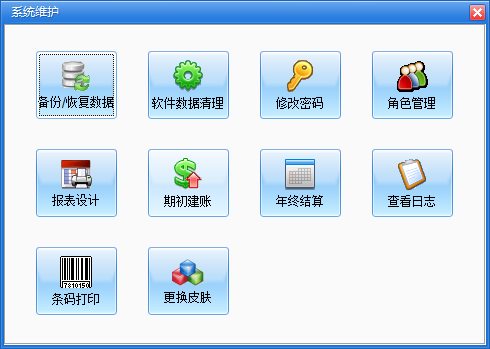 系统维护
备份/恢复数据
软件数据清理
修改密码
角色管理
报表设计
期初建账
年终结算
查看日志
7810150
条码打印
更换皮肤